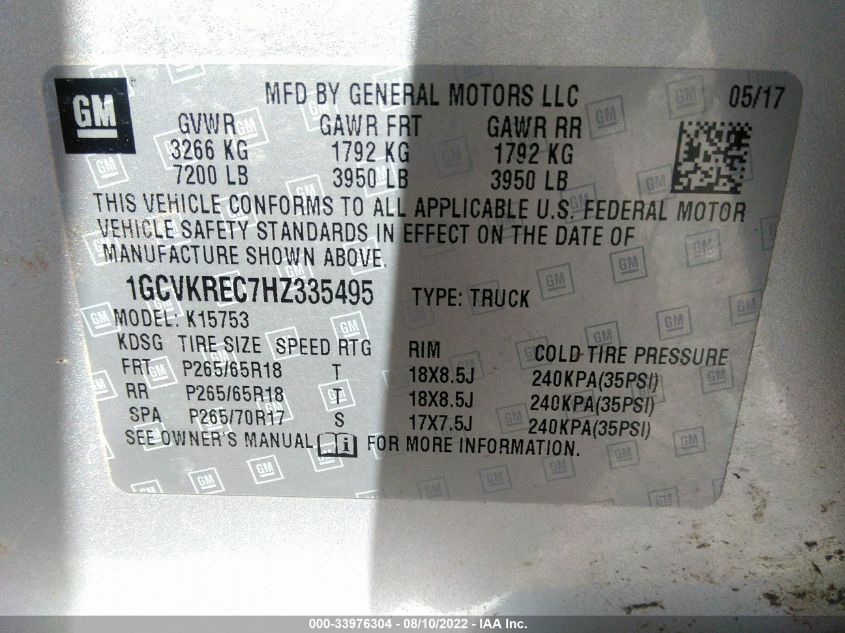 GM
MFD BY GENERAL MOTORS LLC 05/17
GVWR GAWR FRT GAWR RR
3266 KG 1792 KG 1792 KG
7200 LB 3950 LB 3950 LB
THIS VEHICLE CONFORMS TO ALL APPLICABLE U.S. FEDERAL MOTOR
VEHICLE SAFETY STANDARDS IN EFFECT ON THE DATE OF
MANUFACTURE SHOWN ABOVE.
1GCVKREC7HZ335495 TYPE: TRUCK
MODEL: K15753
KDSG TIRE SIZE SPEED RTG RIM COLD TIRE PRESSURE
FRT P265/65R18 T 18X8.5J 240KPA(35PSI)
RR P265/65R18 T 18X8.5J 240KPA(35PSI)
SPA P265/70R17 S 17X7.5J 240KPA(35PSI)
SEE OWNER'S MANUAL i FOR MORE INFORMATION.
000-33976304 - 08/10/2022 - IAA Inc.